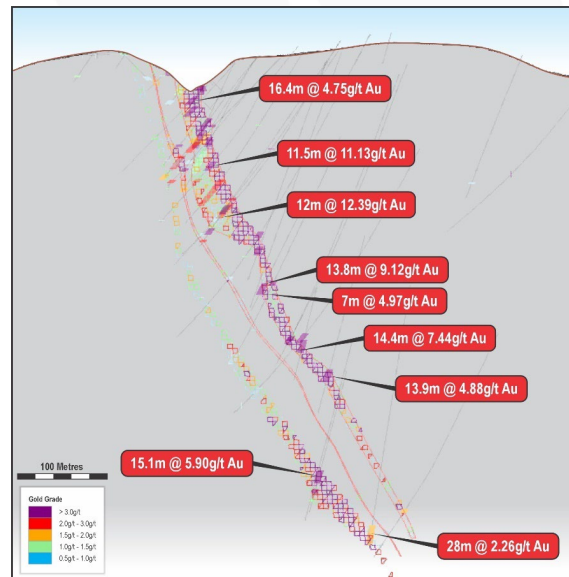 16.4m @ 4.75g/t Au
11.5m @ 11.13g/t Au
12m @ 12.39g/t Au
13.8m @ 9.12g/t Au
7m @ 4.97g/t Au
14.4m @ 7.44g/t Au
13.9m @ 4.88g/t Au
15.1m @ 5.90g/t Au
28m @ 2.26g/t Au
100 Metres
Gold Grade
> 3.0g/t
2.0g/t - 3.0g/t
1.5g/t - 2.0g/t
1.0g/t - 1.5g/t
0.5g/t - 1.0g/t